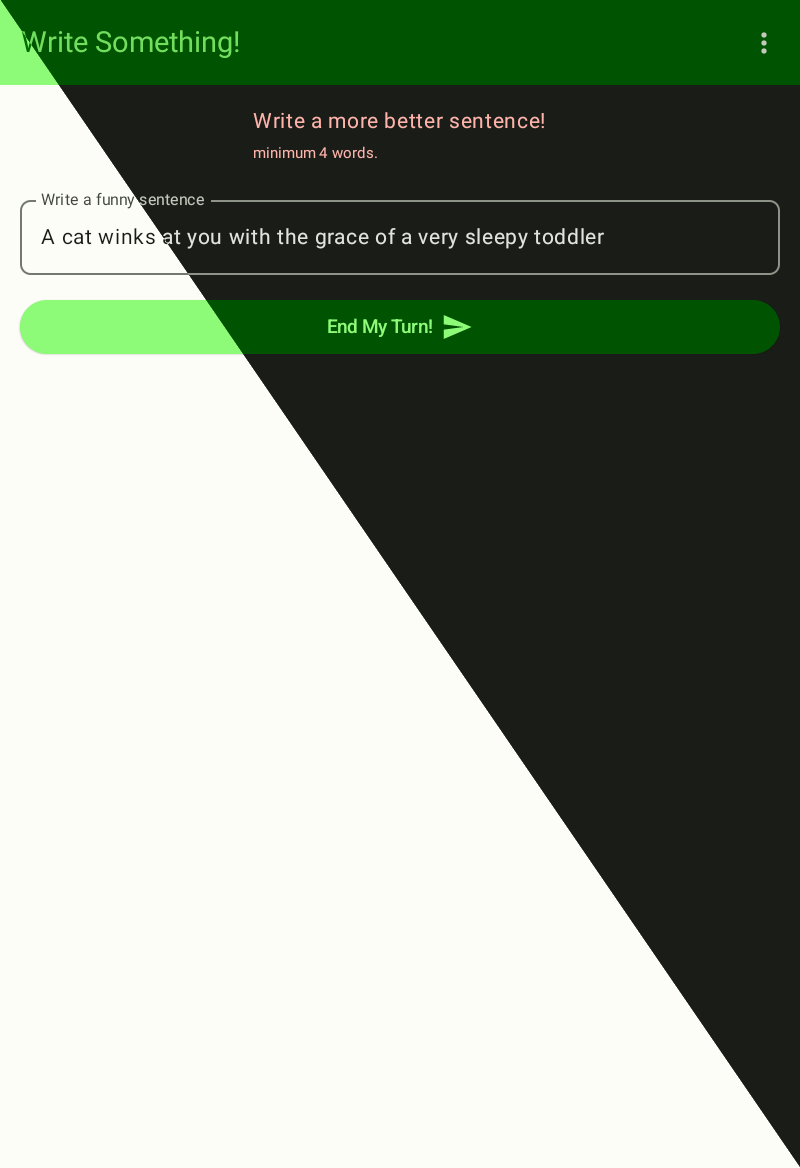 Write Something!
Write a more better sentence!
minimum 4 words.
Write a funny sentence
A cat winks at you with the grace of a very sleepy toddler
End My Turn!